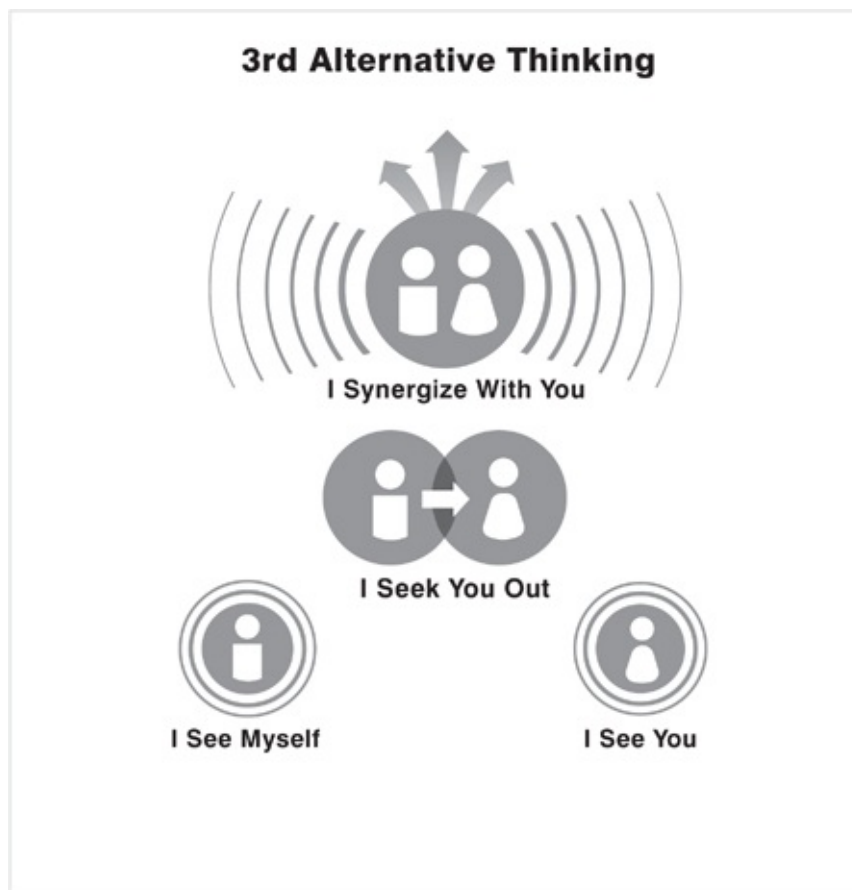 3rd Alternative Thinking
I Synergize With You
I Seek You Out
I See Myself
I See You